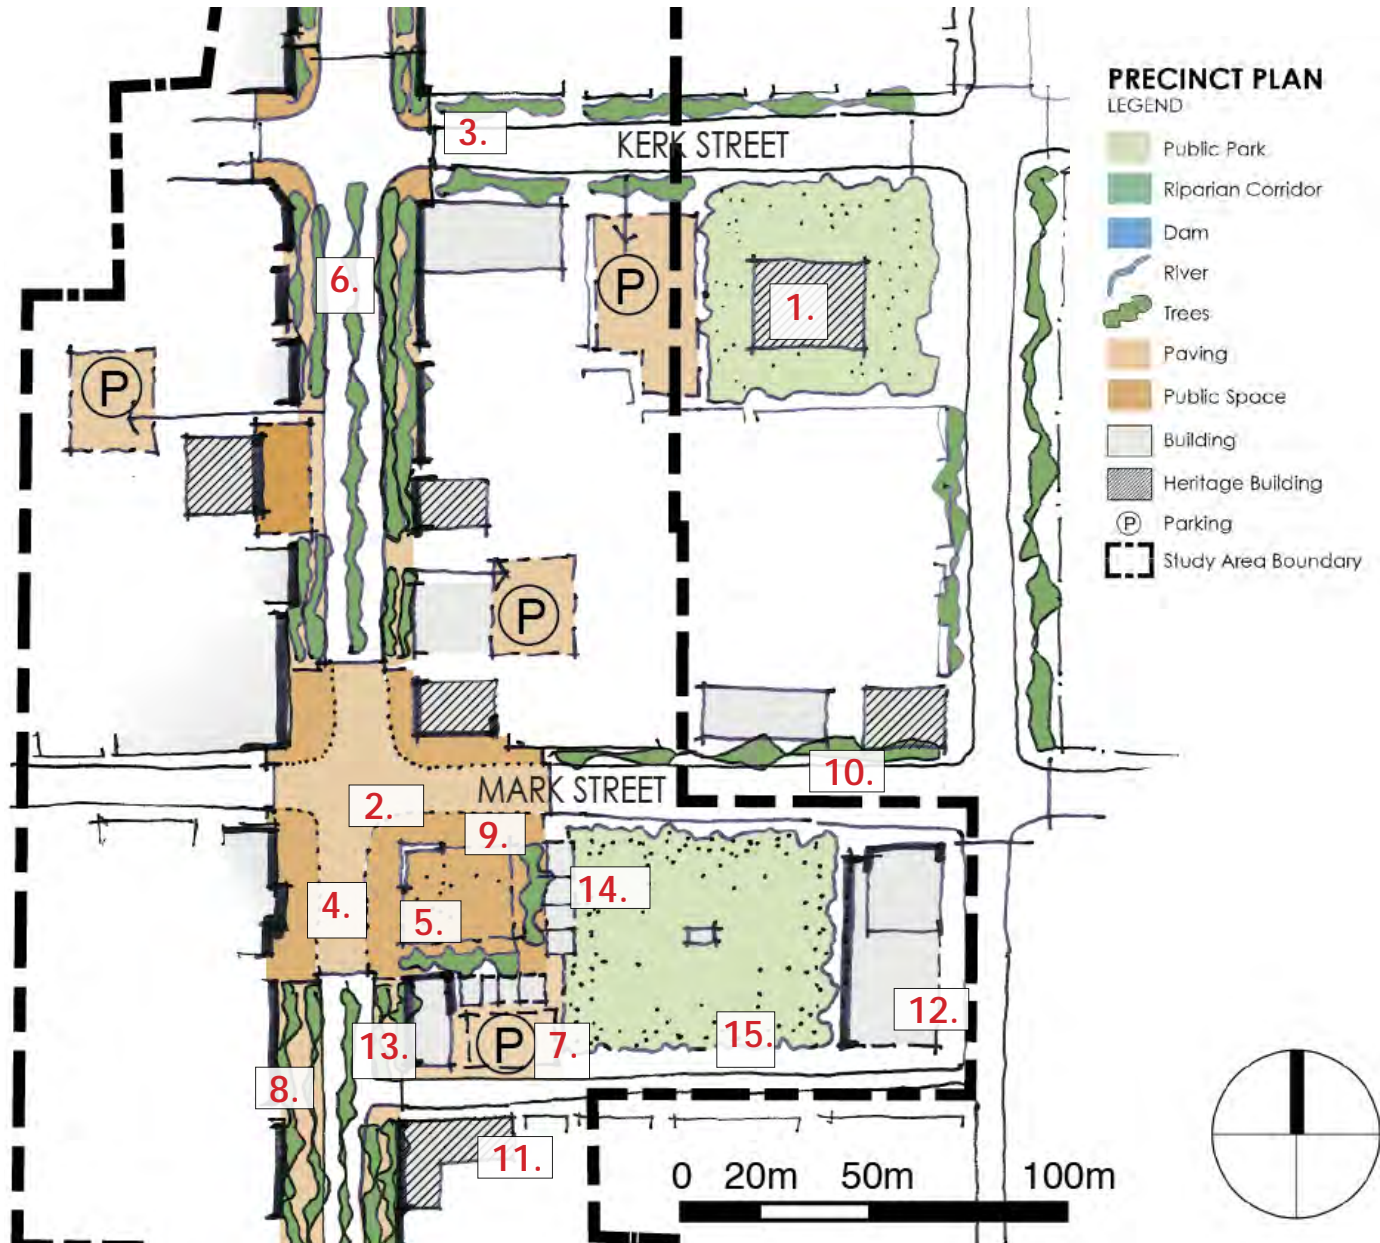 PRECINCT PLAN
LEGEND
Public Park
Riparian Corridor
Dam
River
Trees
Paving
Public Space
Building
Heritage Building
P Parking
Study Area Boundary
3.
KERK STREET
6.
P
1.
P
P
10.
MARK STREET
2.
9.
14.
4.
5.
12.
15.
13.
P
7.
8.
11.
0 20m 50m 100m